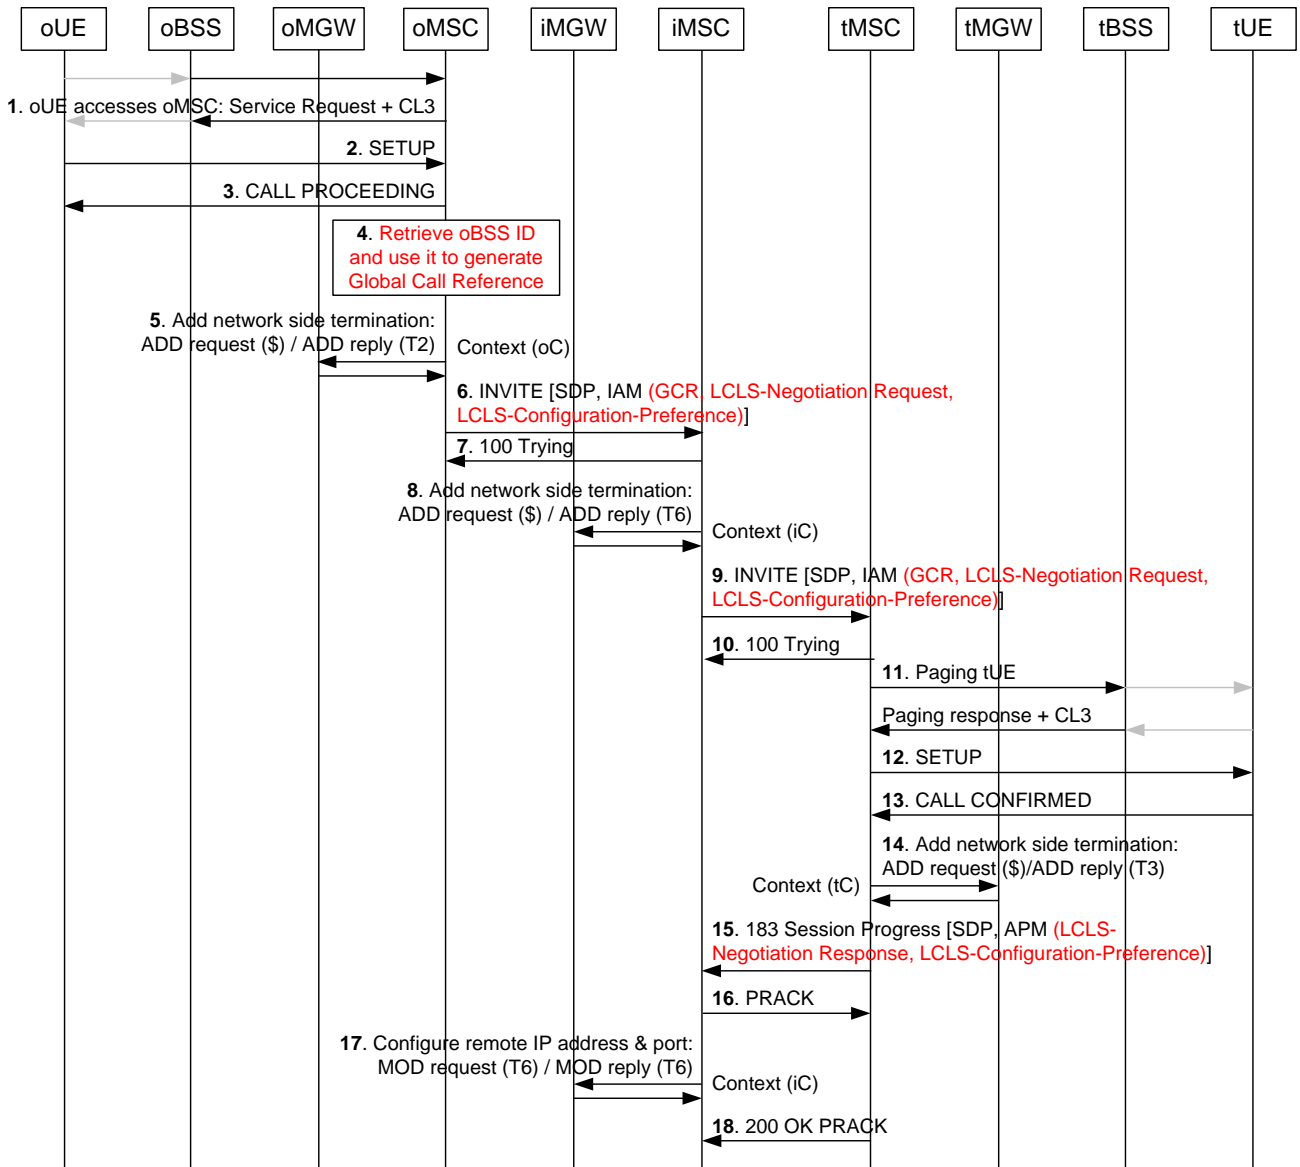 oUE oBSS oMGW oMSC iMGW iMSC tMSC tMGW tBSS tUE
1. oUE accesses oMSC: Service Request + CL3
2. SETUP
3. CALL PROCEEDING
4. Retrieve oBSS ID
and use it to generate
Global Call Reference
5. Add network side termination:
ADD request ($) / ADD reply (T2)
Context (oC)
6. INVITE [SDP, IAM (GCR, LCLS-Negotiation Request,
LCLS-Configuration-Preference)]
7. 100 Trying
8. Add network side termination:
ADD request ($) / ADD reply (T6)
Context (iC)
9. INVITE [SDP, IAM (GCR, LCLS-Negotiation Request,
LCLS-Configuration-Preference)]
10. 100 Trying
11. Paging tUE
Paging response + CL3
12. SETUP
13. CALL CONFIRMED
14. Add network side termination:
ADD request ($)/ADD reply (T3)
Context (tC)
15. 183 Session Progress [SDP, APM (LCLS-
Negotiation Response, LCLS-Configuration-Preference)]
16. PRACK
17. Configure remote IP address & port:
MOD request (T6) / MOD reply (T6)
Context (iC)
18. 200 OK PRACK